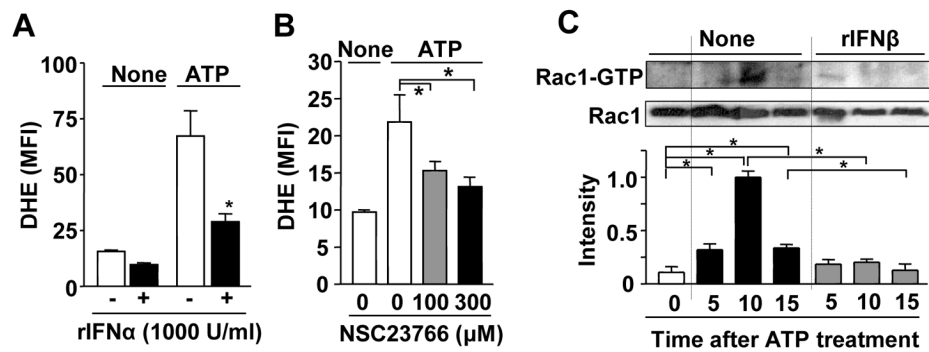 A
None ATP
100
75
50
25
0
DHE (MFI)
*
- + - +
rIFNα (1000 U/ml)
B
None ATP
30
25
20
15
10
5
0
DHE (MFI)
*
*
0 0 100 300
NSC23766 (µM)
C
None rIFNβ
Rac1-GTP
Rac1
*
* *
* *
1.0
0.5
0.25
0
Intensity
0 5 10 15 5 10 15
Time after ATP treatment